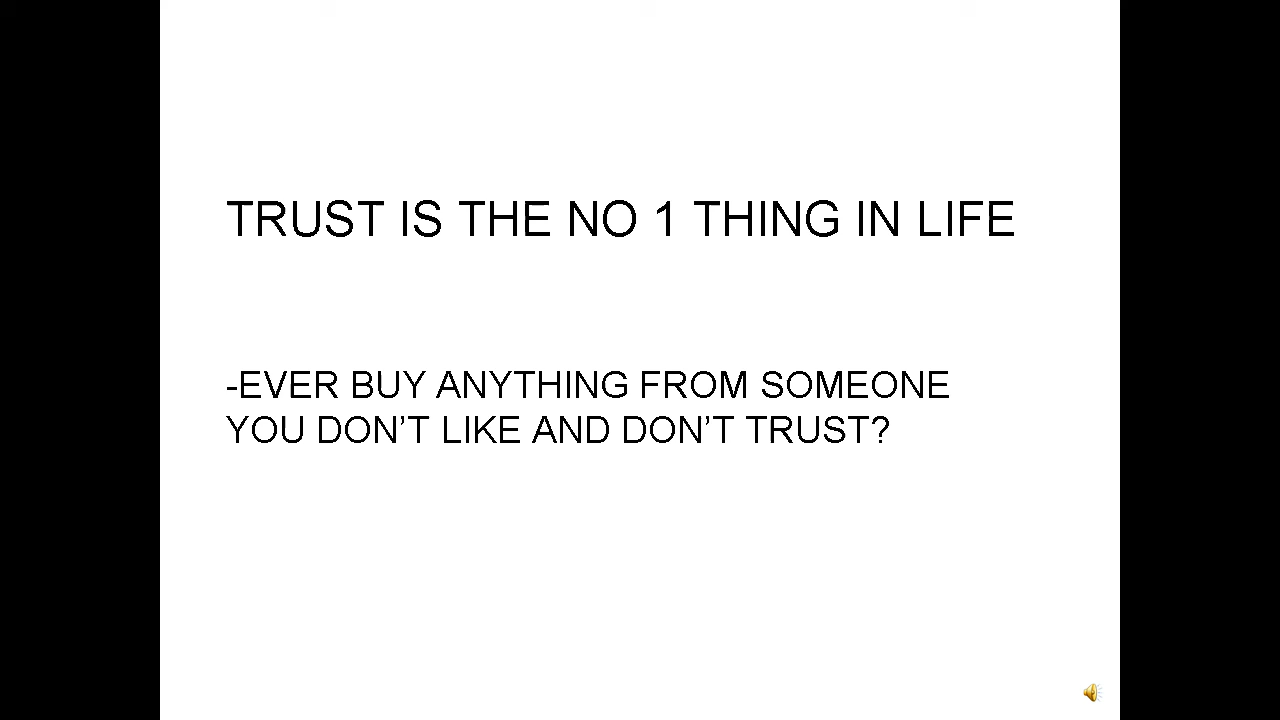 TRUST IS THE NO 1 THING IN LIFE
-EVER BUY ANYTHING FROM SOMEONE
YOU DON’T LIKE AND DON’T TRUST?